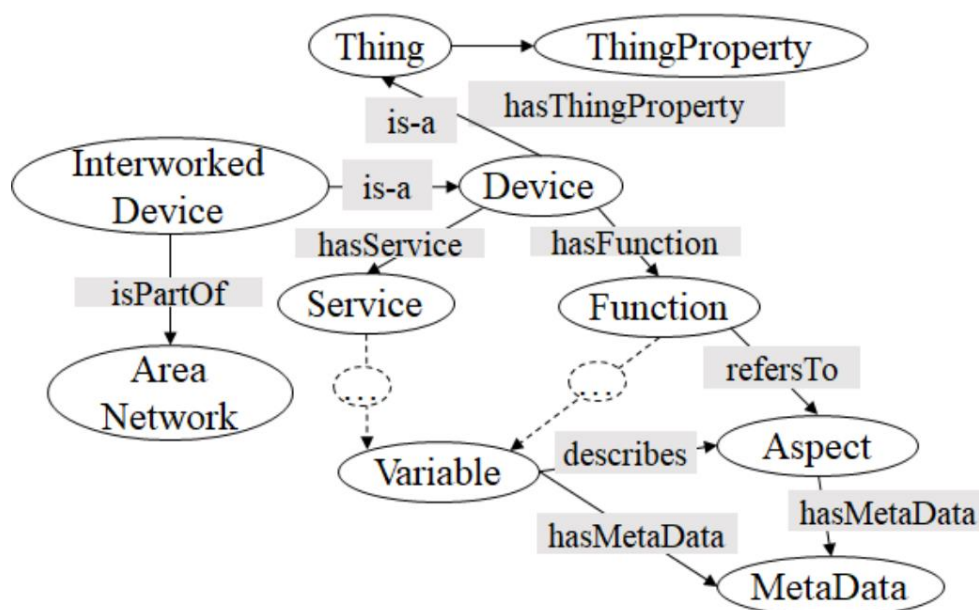 Thing
ThingProperty
hasThingProperty
is-a
Interworked
Device
is-a
Device
hasService
hasFunction
isPartOf
Service
Function
...
...
Area
Network
refersTo
Variable
describes
Aspect
hasMetaData
hasMetaData
MetaData